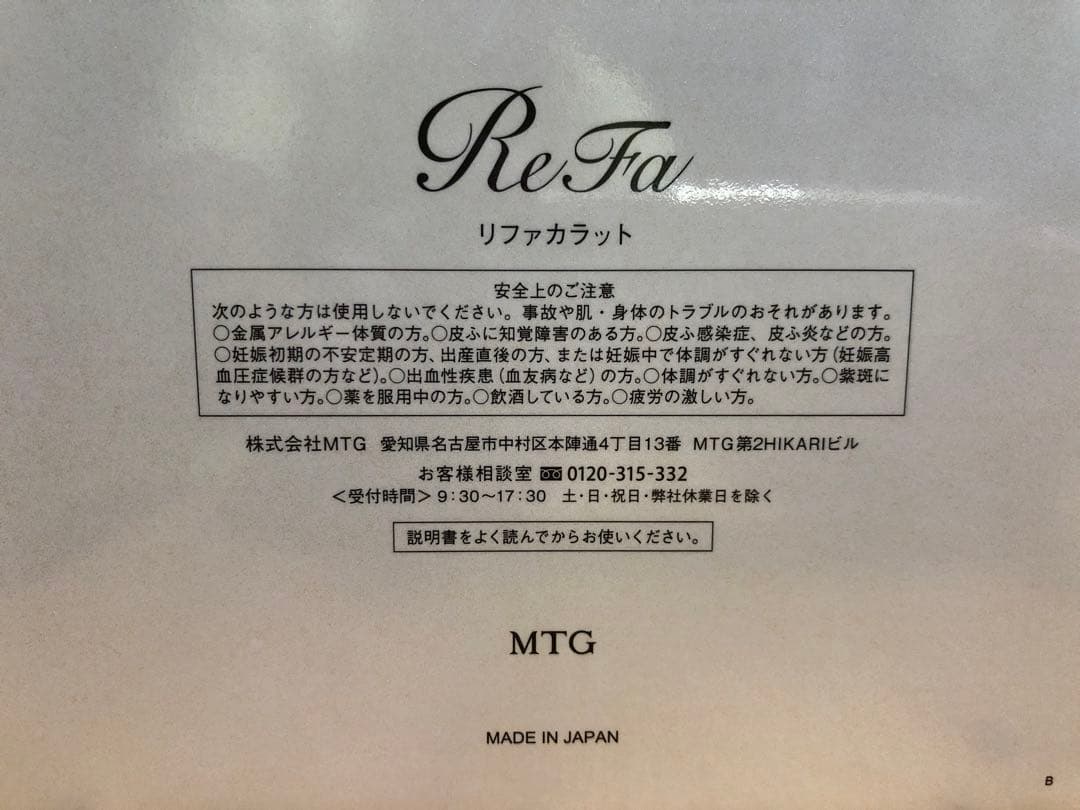 ReFa
リファカラット
安全上のご注意
次のような方は使用しないでください。事故や肌・身体のトラブルのおそれがあります。
○金属アレルギー体質の方。○皮ふに知覚障害のある方。○皮ふ感染症、皮ふ炎などの方。
○妊娠初期の不安定期の方、出産直後の方、または妊娠中で体調がすぐれない方（妊娠高
血圧症候群の方など）。○出血性疾患（血友病など）の方。○体調がすぐれない方。○紫斑に
なりやすい方。○薬を服用中の方。○飲酒している方。○疲労の激しい方。
株式会社MTG 愛知県名古屋市中村区本陣通4丁目13番 MTG第2HIKARIビル
お客様相談室 0120-315-332
＜受付時間＞9:30〜17:30 土・日・祝日・弊社休業日を除く
説明書をよく読んでからお使いください。
MTG
MADE IN JAPAN
B